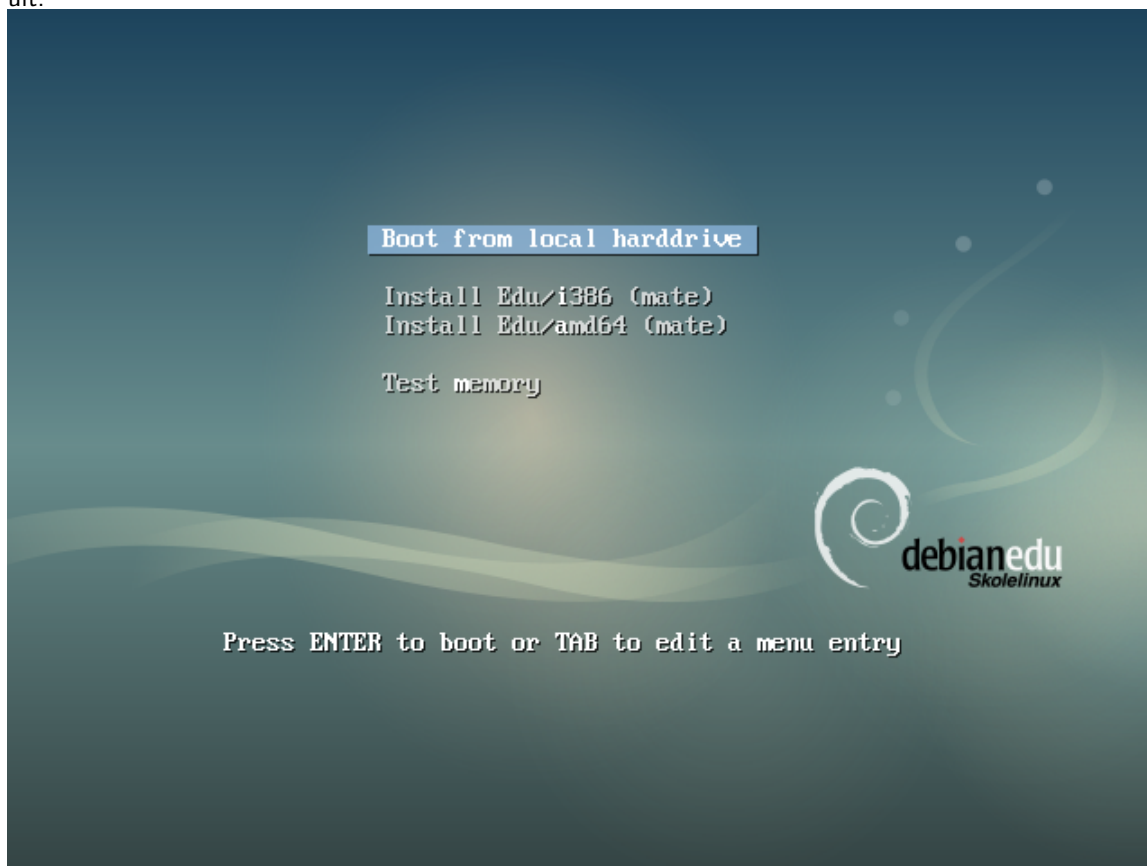 uit.
Boot from local harddrive
Install Edu/i386 (mate)
Install Edu/amd64 (mate)
Test memory
debianedu
Skolelinux
Press ENTER to boot or TAB to edit a menu entry